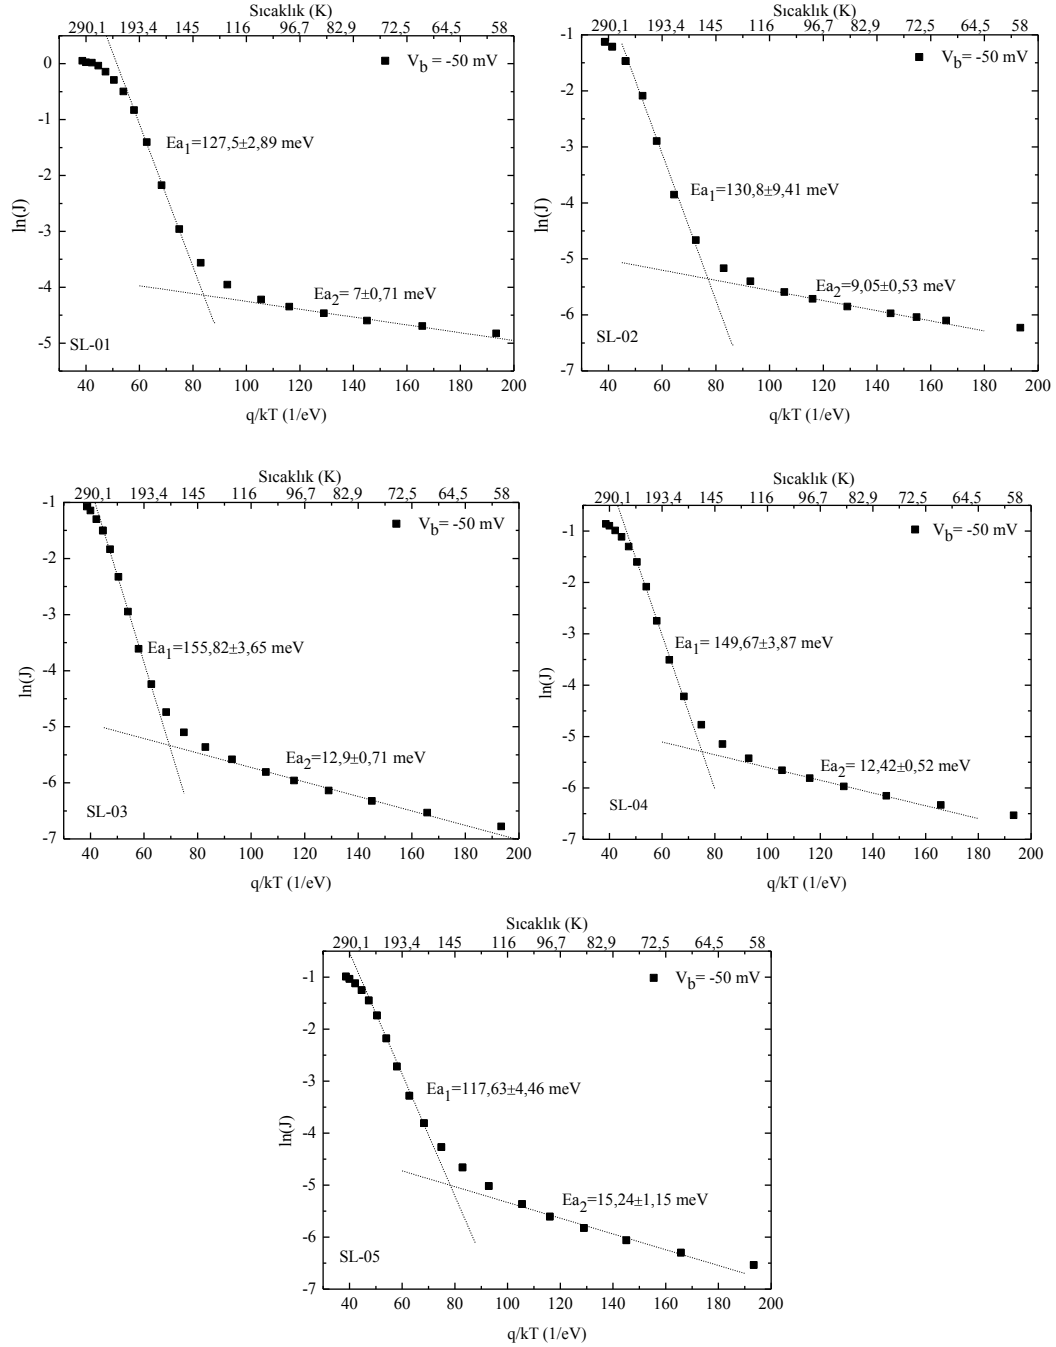 Sıcaklık (K)
290,1 193,4 145 116 96,7 82,9 72,5 64,5 58
0
-1
-2
-3
-4
-5
ln(J)
V_b= -50 mV
Ea_1=127,5±2,89 meV
Ea_2= 7±0,71 meV
SL-01
40 60 80 100 120 140 160 180 200
q/kT (1/eV)
Sıcaklık (K)
290,1 193,4 145 116 96,7 82,9 72,5 64,5 58
-1
-2
-3
-4
-5
-6
-7
ln(J)
V_b= -50 mV
Ea_1=130,8±9,41 meV
Ea_2=9,05±0,53 meV
SL-02
40 60 80 100 120 140 160 180 200
q/kT (1/eV)
Sıcaklık (K)
290,1 193,4 145 116 96,7 82,9 72,5 64,5 58
-1
-2
-3
-4
-5
-6
-7
ln(J)
V_b= -50 mV
Ea_1=155,82±3,65 meV
Ea_2=12,9±0,71 meV
SL-03
40 60 80 100 120 140 160 180 200
q/kT (1/eV)
Sıcaklık (K)
290,1 193,4 145 116 96,7 82,9 72,5 64,5 58
-1
-2
-3
-4
-5
-6
-7
ln(J)
V_b= -50 mV
Ea_1=149,67±3,87 meV
Ea_2= 12,42±0,52 meV
SL-04
40 60 80 100 120 140 160 180 200
q/kT (1/eV)
Sıcaklık (K)
290,1 193,4 145 116 96,7 82,9 72,5 64,5 58
-1
-2
-3
-4
-5
-6
-7
ln(J)
V_b= -50 mV
Ea_1=117,63±4,46 meV
Ea_2=15,24±1,15 meV
SL-05
40 60 80 100 120 140 160 180 200
q/kT (1/eV)